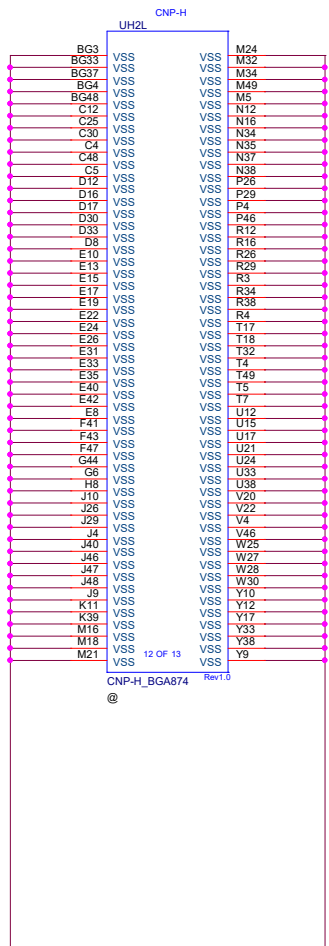 CNP-H
UH2L
BG3 VSS VSS M24
BG33 VSS VSS M32
BG37 VSS VSS M34
BG4 VSS VSS M49
BG48 VSS VSS M5
C12 VSS VSS N12
C25 VSS VSS N16
C30 VSS VSS N34
C4 VSS VSS N35
C48 VSS VSS N37
C5 VSS VSS N38
D12 VSS VSS P26
D16 VSS VSS P29
D17 VSS VSS P4
D30 VSS VSS P46
D33 VSS VSS R12
D8 VSS VSS R16
E10 VSS VSS R26
E13 VSS VSS R29
E15 VSS VSS R3
E17 VSS VSS R34
E19 VSS VSS R38
E22 VSS VSS R4
E24 VSS VSS T17
E26 VSS VSS T18
E31 VSS VSS T32
E33 VSS VSS T4
E35 VSS VSS T49
E40 VSS VSS T5
E42 VSS VSS T7
E8 VSS VSS U12
F41 VSS VSS U15
F43 VSS VSS U17
F47 VSS VSS U21
G44 VSS VSS U24
G6 VSS VSS U33
H8 VSS VSS U38
J10 VSS VSS V20
J26 VSS VSS V22
J29 VSS VSS V4
J4 VSS VSS V46
J40 VSS VSS W25
J46 VSS VSS W27
J47 VSS VSS W28
J48 VSS VSS W30
J9 VSS VSS Y10
K11 VSS VSS Y12
K39 VSS VSS Y17
M16 VSS VSS Y33
M18 VSS VSS Y38
M21 VSS 12 OF 13 VSS Y9
CNP-H_BGA874 Rev1.0
@